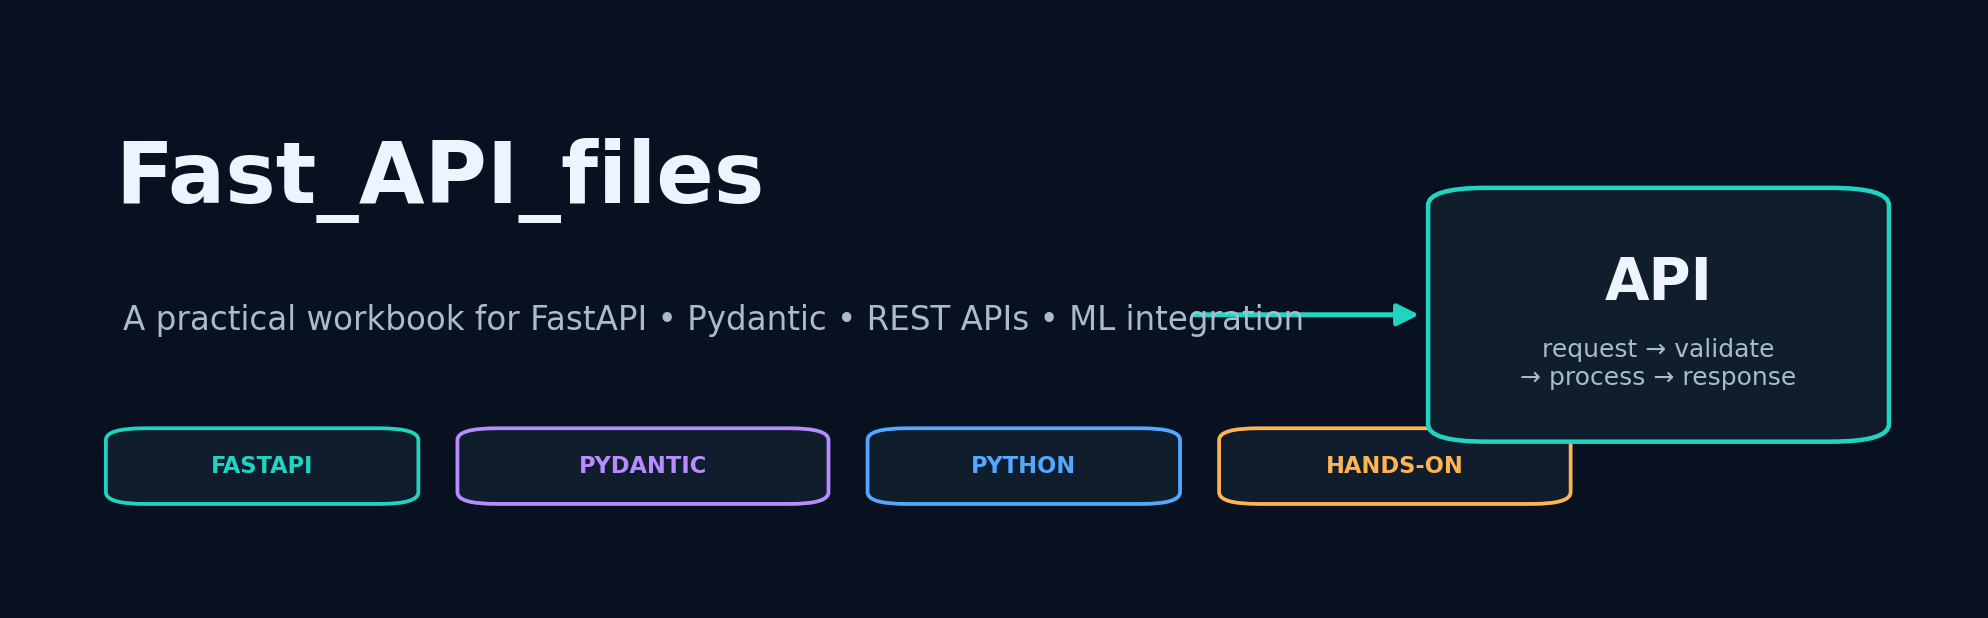 Fast_API_files
A practical workbook for FastAPI • Pydantic • REST APIs • ML integration
API
request → validate
→ process → response
FASTAPI
PYDANTIC
PYTHON
HANDS-ON